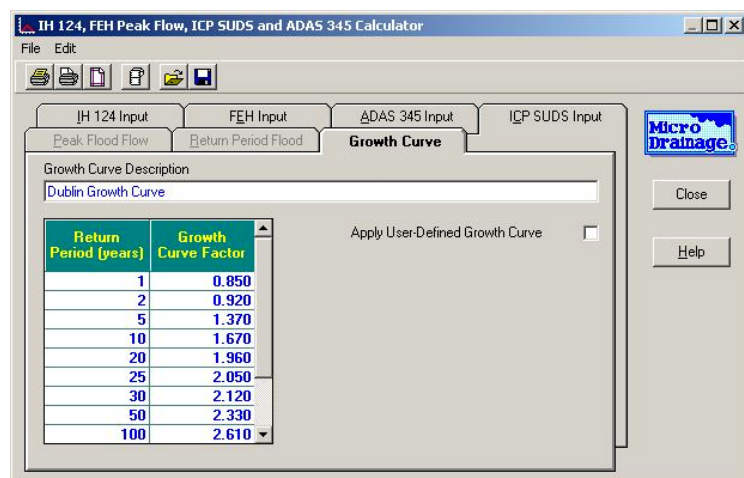 IH 124, FEH Peak Flow, ICP SUDS and ADAS 345 Calculator
File Edit
IH 124 Input FEH Input ADAS 345 Input ICP SUDS Input
Peak Flood Flow Return Period Flood Growth Curve
Growth Curve Description
Dublin Growth Curve
Return Period (years) Growth Curve Factor
1 0.850
2 0.920
5 1.370
10 1.670
20 1.960
25 2.050
30 2.120
50 2.330
100 2.610
Apply User-Defined Growth Curve
Micro
Drainage
Close
Help